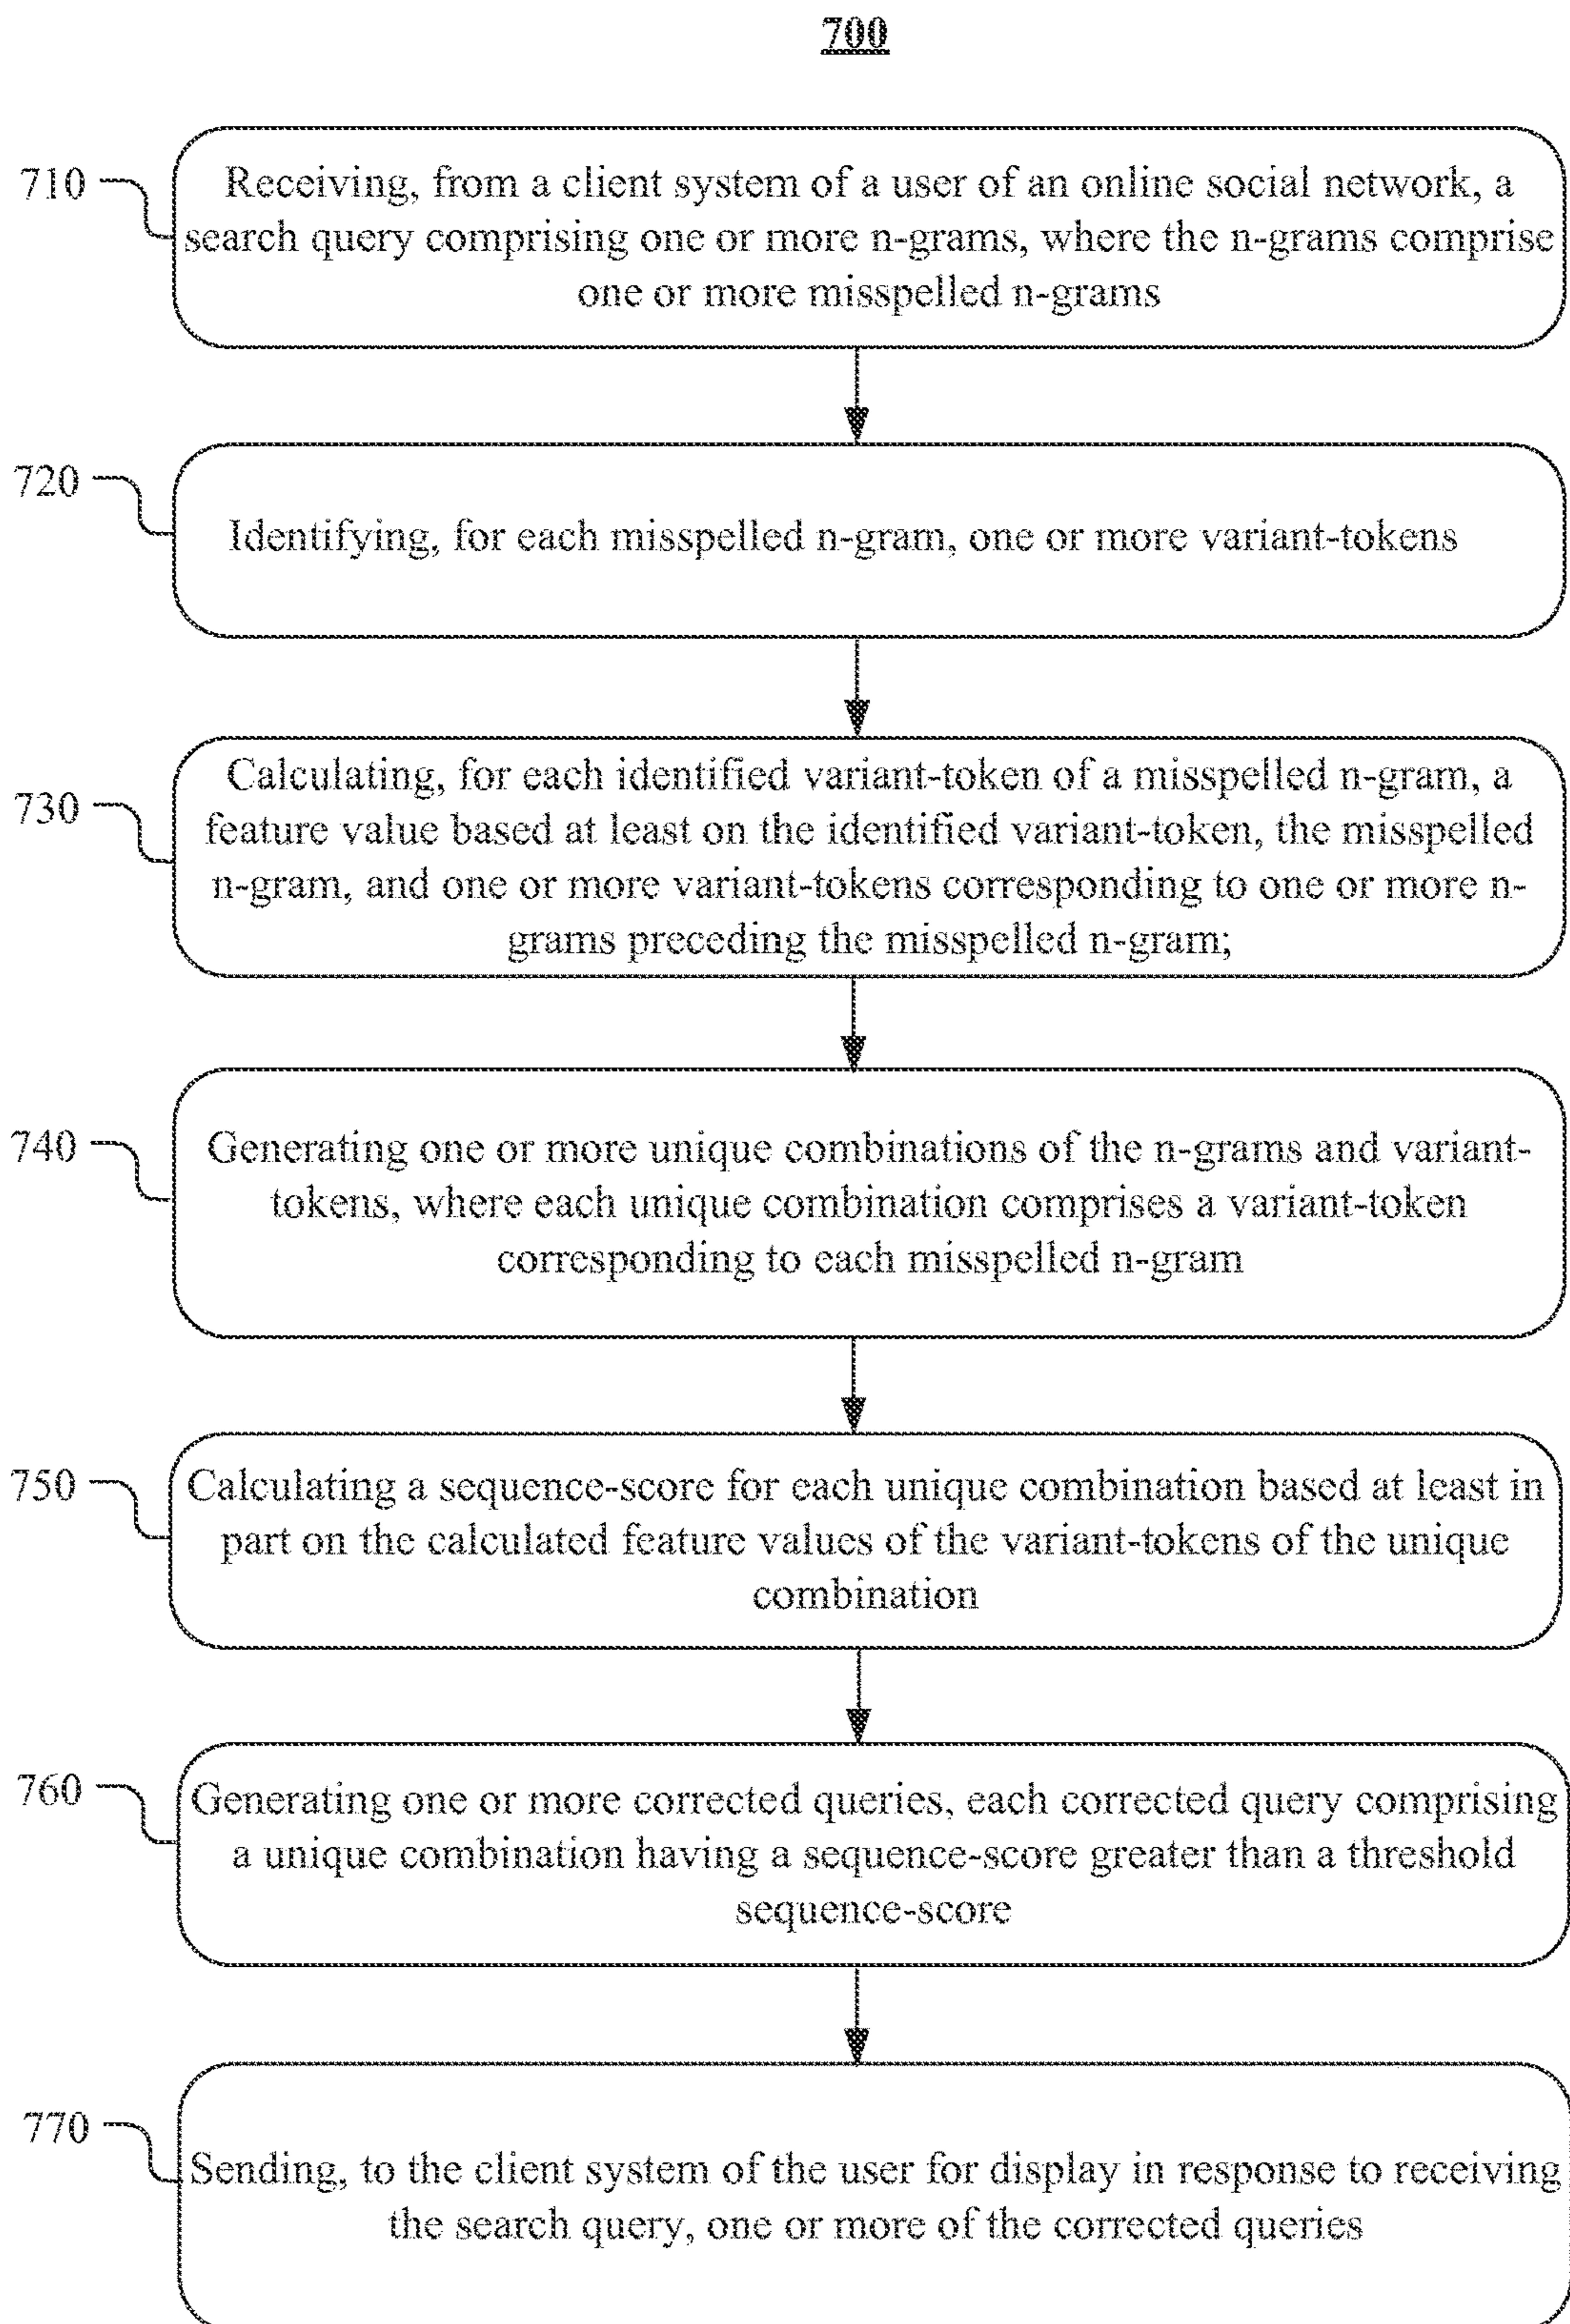 700
710
Receiving, from a client system of a user of an online social network, a
search query comprising one or more n-grams, where the n-grams comprise
one or more misspelled n-grams
720
Identifying, for each misspelled n-gram, one or more variant-tokens
730
Calculating, for each identified variant-token of a misspelled n-gram, a
feature value based at least on the identified variant-token, the misspelled
n-gram, and one or more variant-tokens corresponding to one or more n-
grams preceding the misspelled n-gram;
740
Generating one or more unique combinations of the n-grams and variant-
tokens, where each unique combination comprises a variant-token
corresponding to each misspelled n-gram
750
Calculating a sequence-score for each unique combination based at least in
part on the calculated feature values of the variant-tokens of the unique
combination
760
Generating one or more corrected queries, each corrected query comprising
a unique combination having a sequence-score greater than a threshold
sequence-score
770
Sending, to the client system of the user for display in response to receiving
the search query, one or more of the corrected queries